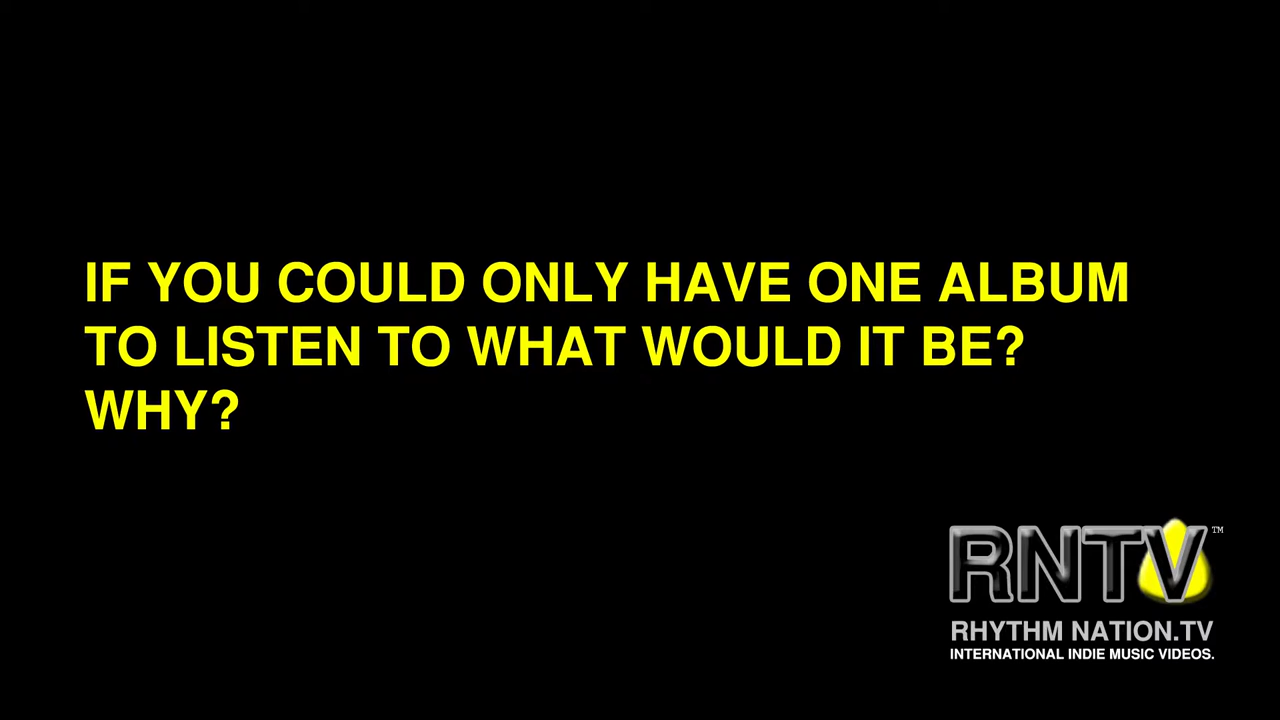 IF YOU COULD ONLY HAVE ONE ALBUM
TO LISTEN TO WHAT WOULD IT BE?
WHY?
RNTV™
RHYTHM NATION.TV
INTERNATIONAL INDIE MUSIC VIDEOS.